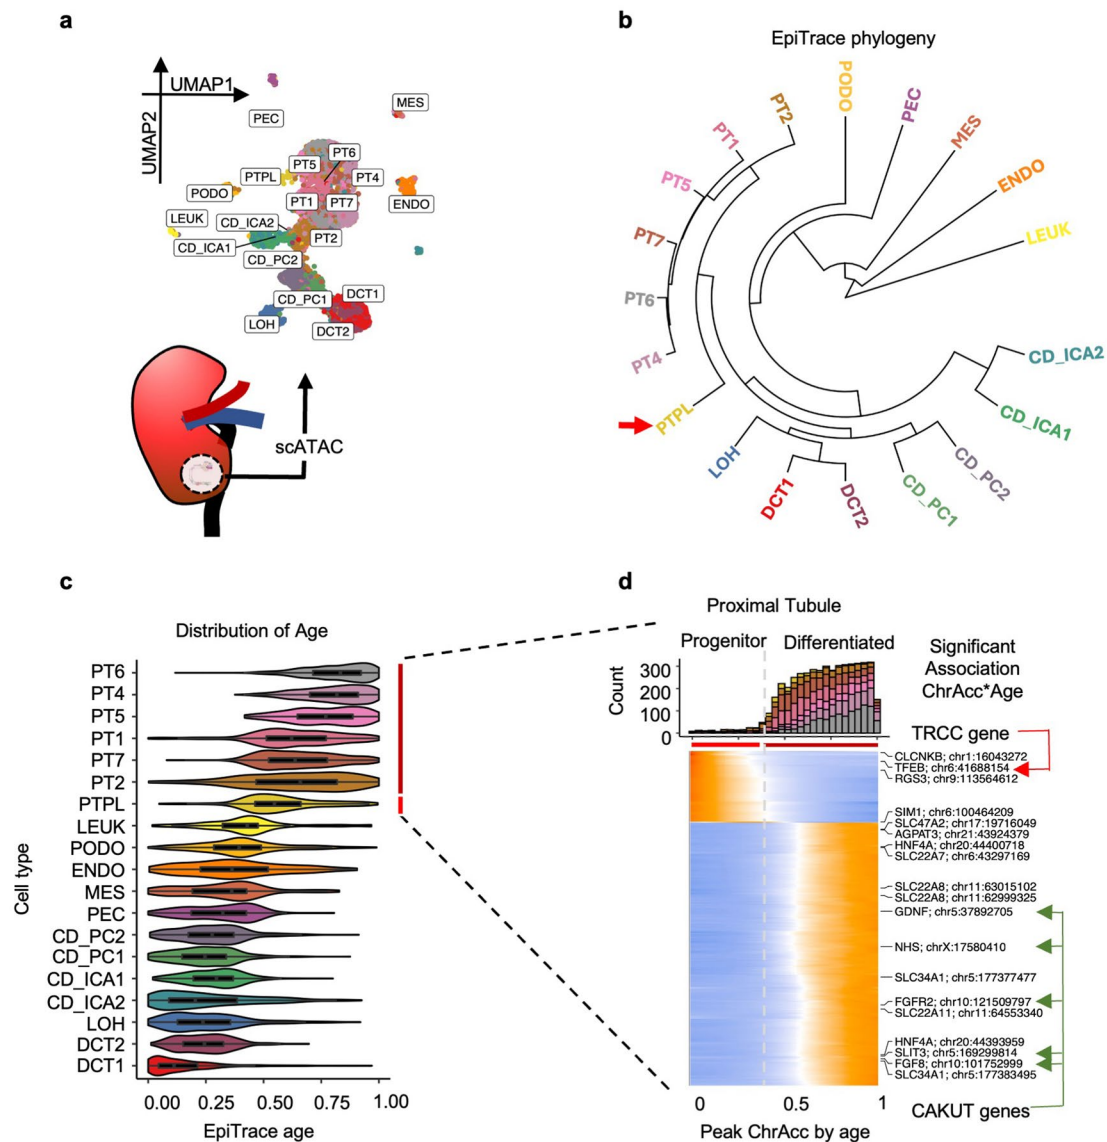 a
UMAP1
UMAP2
PEC
MES
PT6
PT5
PTPL
PT4
PODO
PT1
PT7
ENDO
LEUK
CD_ICA2
CD_ICA1
PT2
CD_PC2
CD_PC1
DCT1
LOH
DCT2
scATAC
b
EpiTrace phylogeny
PODO
PEC
MES
ENDO
LEUK
CD_ICA2
CD_ICA1
CD_PC2
CD_PC1
DCT2
DCT1
LOH
PTPL
PT4
PT6
PT7
PT5
PT1
PT2
c
Distribution of Age
Cell type
PT6
PT4
PT5
PT1
PT7
PT2
PTPL
LEUK
PODO
ENDO
MES
PEC
CD_PC2
CD_PC1
CD_ICA1
CD_ICA2
LOH
DCT2
DCT1
0.00 0.25 0.50 0.75 1.00
EpiTrace age
d
Proximal Tubule
Progenitor Differentiated
Count
300
200
100
0
Significant
Association
ChrAcc*Age
TRCC gene
CLCNKB; chr1:16043272
TFEB; chr6:41688154
RGS3; chr9:113564612
SIM1; chr6:100464209
SLC47A2; chr17:19716049
AGPAT3; chr21:43924379
HNF4A; chr20:44400718
SLC22A7; chr6:43297169
SLC22A8; chr11:63015102
SLC22A8; chr11:62999325
GDNF; chr5:37892705
NHS; chrX:17580410
SLC34A1; chr5:177377477
FGFR2; chr10:121509797
SLC22A11; chr11:64553340
HNF4A; chr20:44393959
SLIT3; chr5:169299814
FGF8; chr10:101752999
SLC34A1; chr5:177383495
CAKUT genes
0 0.5 1
Peak ChrAcc by age